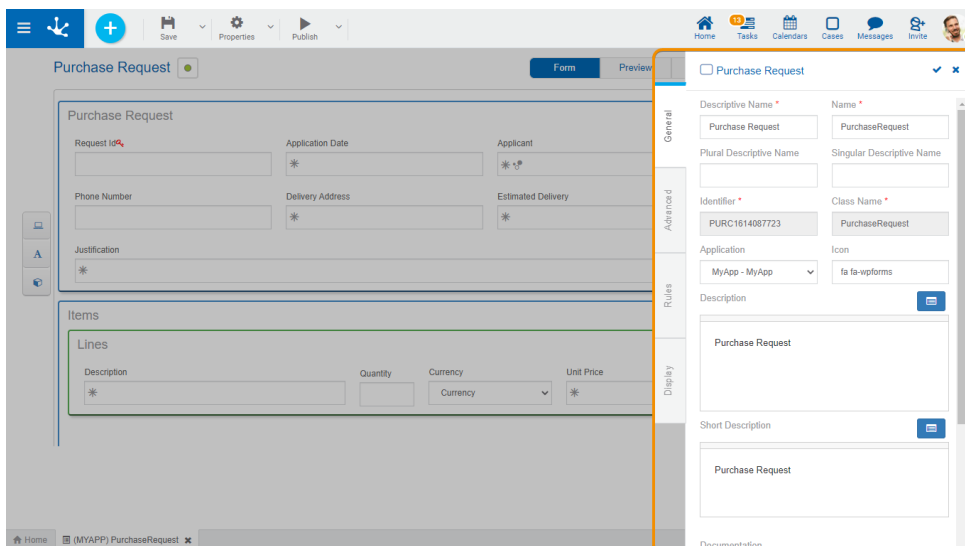 Save
Properties
Publish
Home
13
Tasks
Calendars
Cases
Messages
Invite
Purchase Request
Form
Preview
Purchase Request
Request Id
Application Date
Applicant
Phone Number
Delivery Address
Estimated Delivery
A
Justification
Items
Lines
Description
Quantity
Currency
Unit Price
Currency
Home
(MYAPP) PurchaseRequest
General
Advanced
Rules
Display
Purchase Request
Descriptive Name *
Name *
Purchase Request
PurchaseRequest
Plural Descriptive Name
Singular Descriptive Name
Identifier *
Class Name *
PURC1614087723
PurchaseRequest
Application
Icon
MyApp - MyApp
fa fa-wpforms
Description
Purchase Request
Short Description
Purchase Request
Documentation